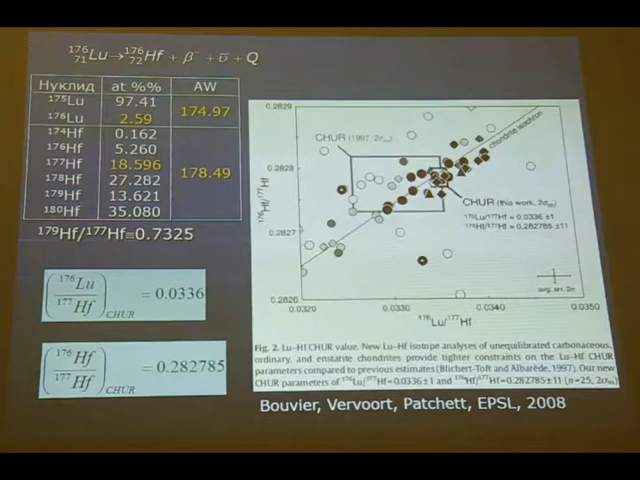 ¹⁷⁶₇₁Lu→¹⁷⁶₇₂Hf + β⁻ + ῡ + Q
Нуклид at %% AW
¹⁷⁵Lu 97.41
174.97
¹⁷⁶Lu 2.59
¹⁷⁴Hf 0.162
¹⁷⁶Hf 5.260
¹⁷⁷Hf 18.596
178.49
¹⁷⁸Hf 27.282
¹⁷⁹Hf 13.621
¹⁸⁰Hf 35.080
¹⁷⁹Hf/¹⁷⁷Hf≡0.7325
(¹⁷⁶Lu/¹⁷⁷Hf)CHUR = 0.0336
(¹⁷⁶Hf/¹⁷⁷Hf)CHUR = 0.282785
0.2829
0.2828
0.2827
0.2826
¹⁷⁶Hf/¹⁷⁷Hf
CHUR (1997, 2σm)
chondrite isochron
CHUR (this work, 2σm)
¹⁷⁶Lu/¹⁷⁷Hf = 0.0336 ±1
¹⁷⁶Hf/¹⁷⁷Hf = 0.282785 ±11
avg. err. 2σ
0.0320 0.0330 0.0340 0.0350
¹⁷⁶Lu/¹⁷⁷Hf
Fig. 2. Lu–Hf CHUR value. New Lu–Hf isotope analyses of unequilibrated carbonaceous,
ordinary, and enstatite chondrites provide tighter constraints on the Lu–Hf CHUR
parameters compared to previous estimates (Blichert-Toft and Albarède, 1997). Our new
CHUR parameters of ¹⁷⁶Lu/¹⁷⁷Hf=0.0336±1 and ¹⁷⁶Hf/¹⁷⁷Hf=0.282785±11 (n=25, 2σm)
Bouvier, Vervoort, Patchett, EPSL, 2008